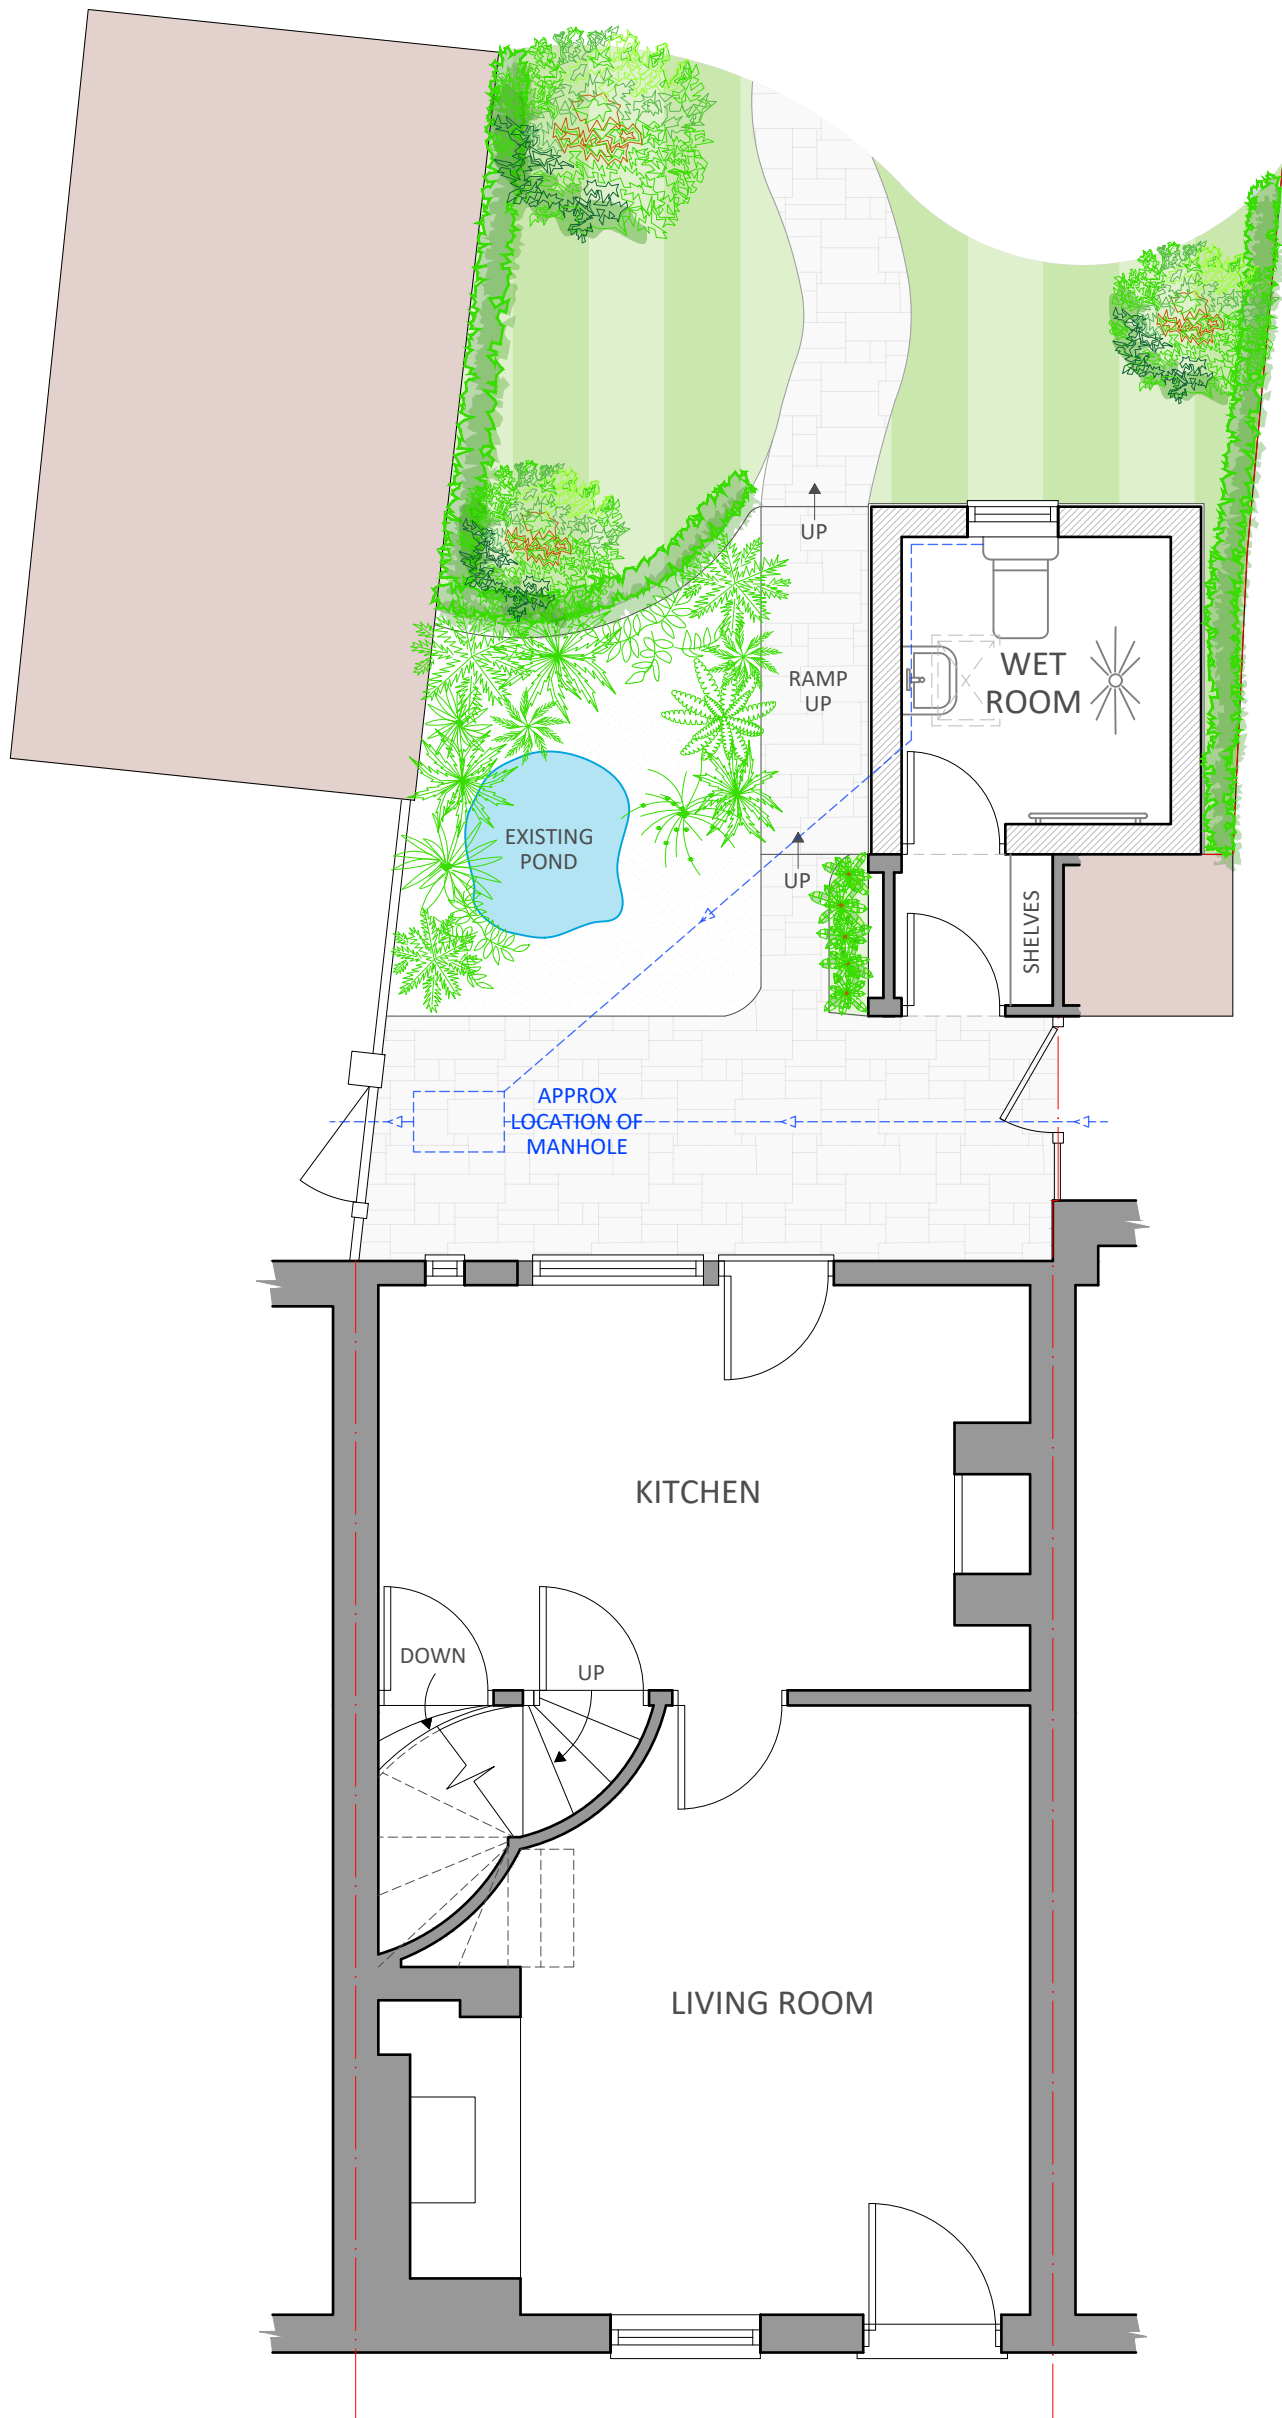 UP
WET
ROOM
RAMP
UP
EXISTING
POND
UP
SHELVES
APPROX
LOCATION OF
MANHOLE
KITCHEN
DOWN
UP
LIVING ROOM